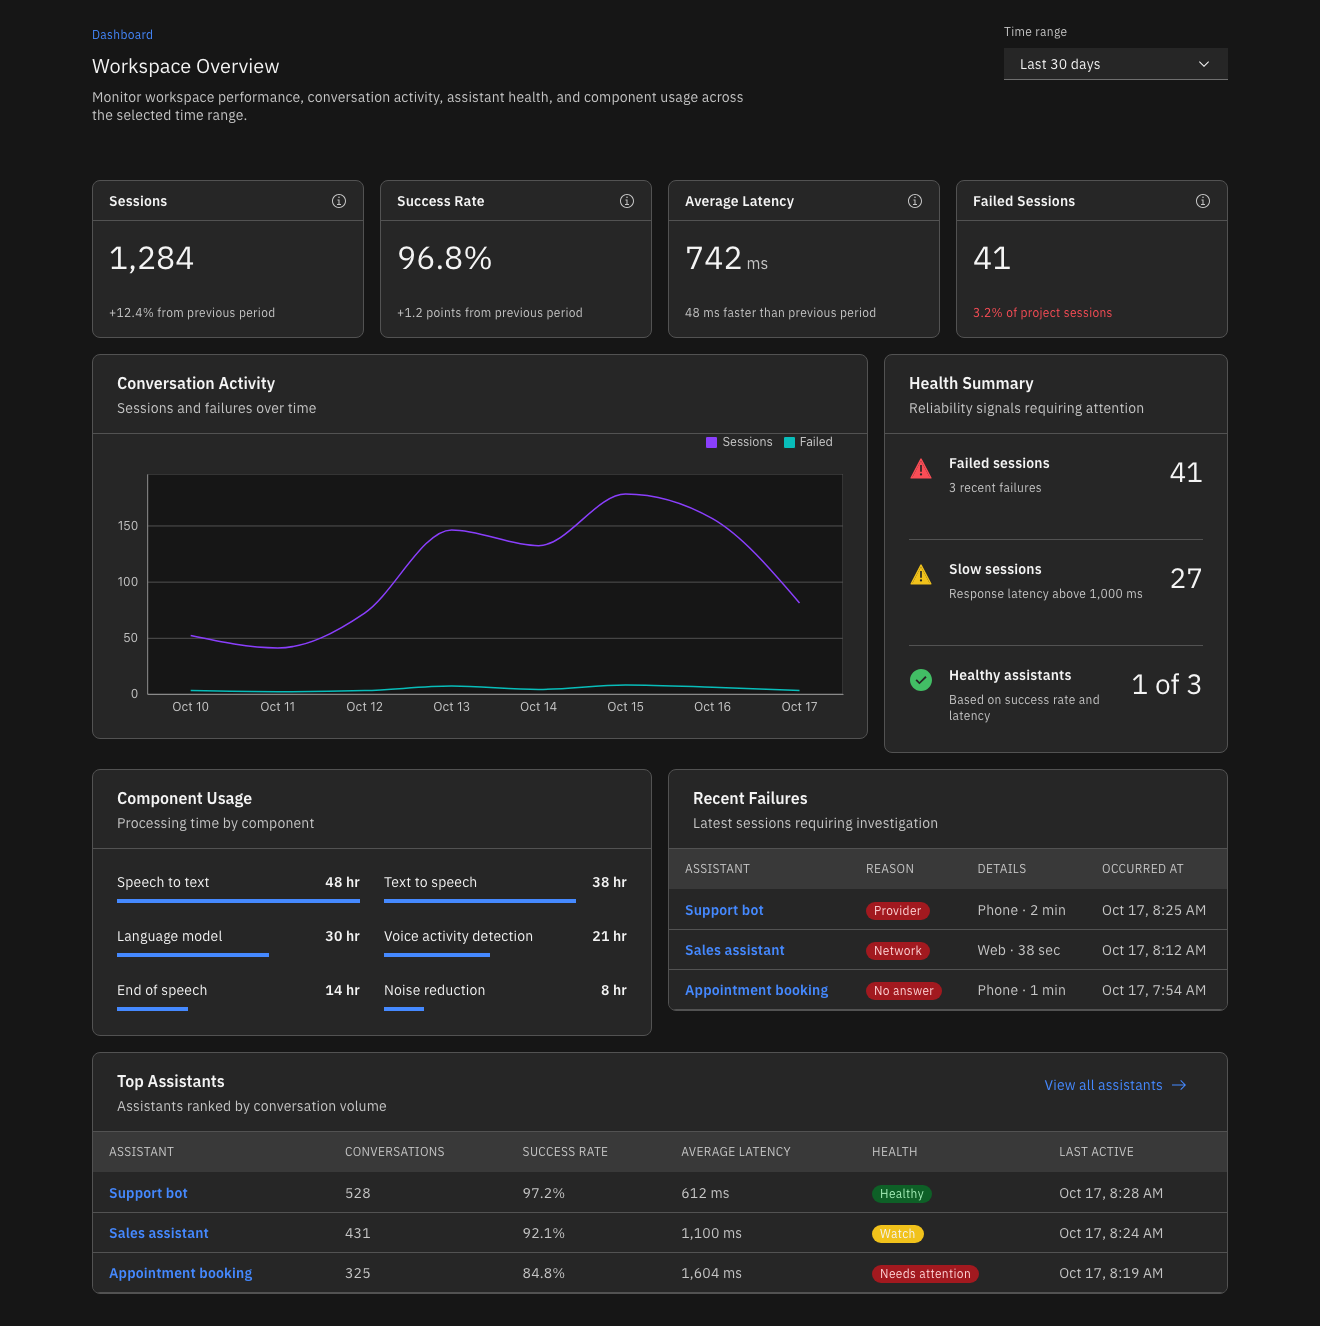 Dashboard
Workspace Overview
Monitor workspace performance, conversation activity, assistant health, and component usage across
the selected time range.
Time range
Last 30 days
Sessions
1,284
+12.4% from previous period
Success Rate
96.8%
+1.2 points from previous period
Average Latency
742 ms
48 ms faster than previous period
Failed Sessions
41
3.2% of project sessions
Conversation Activity
Sessions and failures over time
Sessions Failed
150
100
50
0
Oct 10 Oct 11 Oct 12 Oct 13 Oct 14 Oct 15 Oct 16 Oct 17
Health Summary
Reliability signals requiring attention
Failed sessions 41
3 recent failures
Slow sessions 27
Response latency above 1,000 ms
Healthy assistants 1 of 3
Based on success rate and
latency
Component Usage
Processing time by component
Speech to text 48 hr Text to speech 38 hr
Language model 30 hr Voice activity detection 21 hr
End of speech 14 hr Noise reduction 8 hr
Recent Failures
Latest sessions requiring investigation
ASSISTANT REASON DETAILS OCCURRED AT
Support bot Provider Phone · 2 min Oct 17, 8:25 AM
Sales assistant Network Web · 38 sec Oct 17, 8:12 AM
Appointment booking No answer Phone · 1 min Oct 17, 7:54 AM
Top Assistants
Assistants ranked by conversation volume
View all assistants →
ASSISTANT CONVERSATIONS SUCCESS RATE AVERAGE LATENCY HEALTH LAST ACTIVE
Support bot 528 97.2% 612 ms Healthy Oct 17, 8:28 AM
Sales assistant 431 92.1% 1,100 ms Watch Oct 17, 8:24 AM
Appointment booking 325 84.8% 1,604 ms Needs attention Oct 17, 8:19 AM